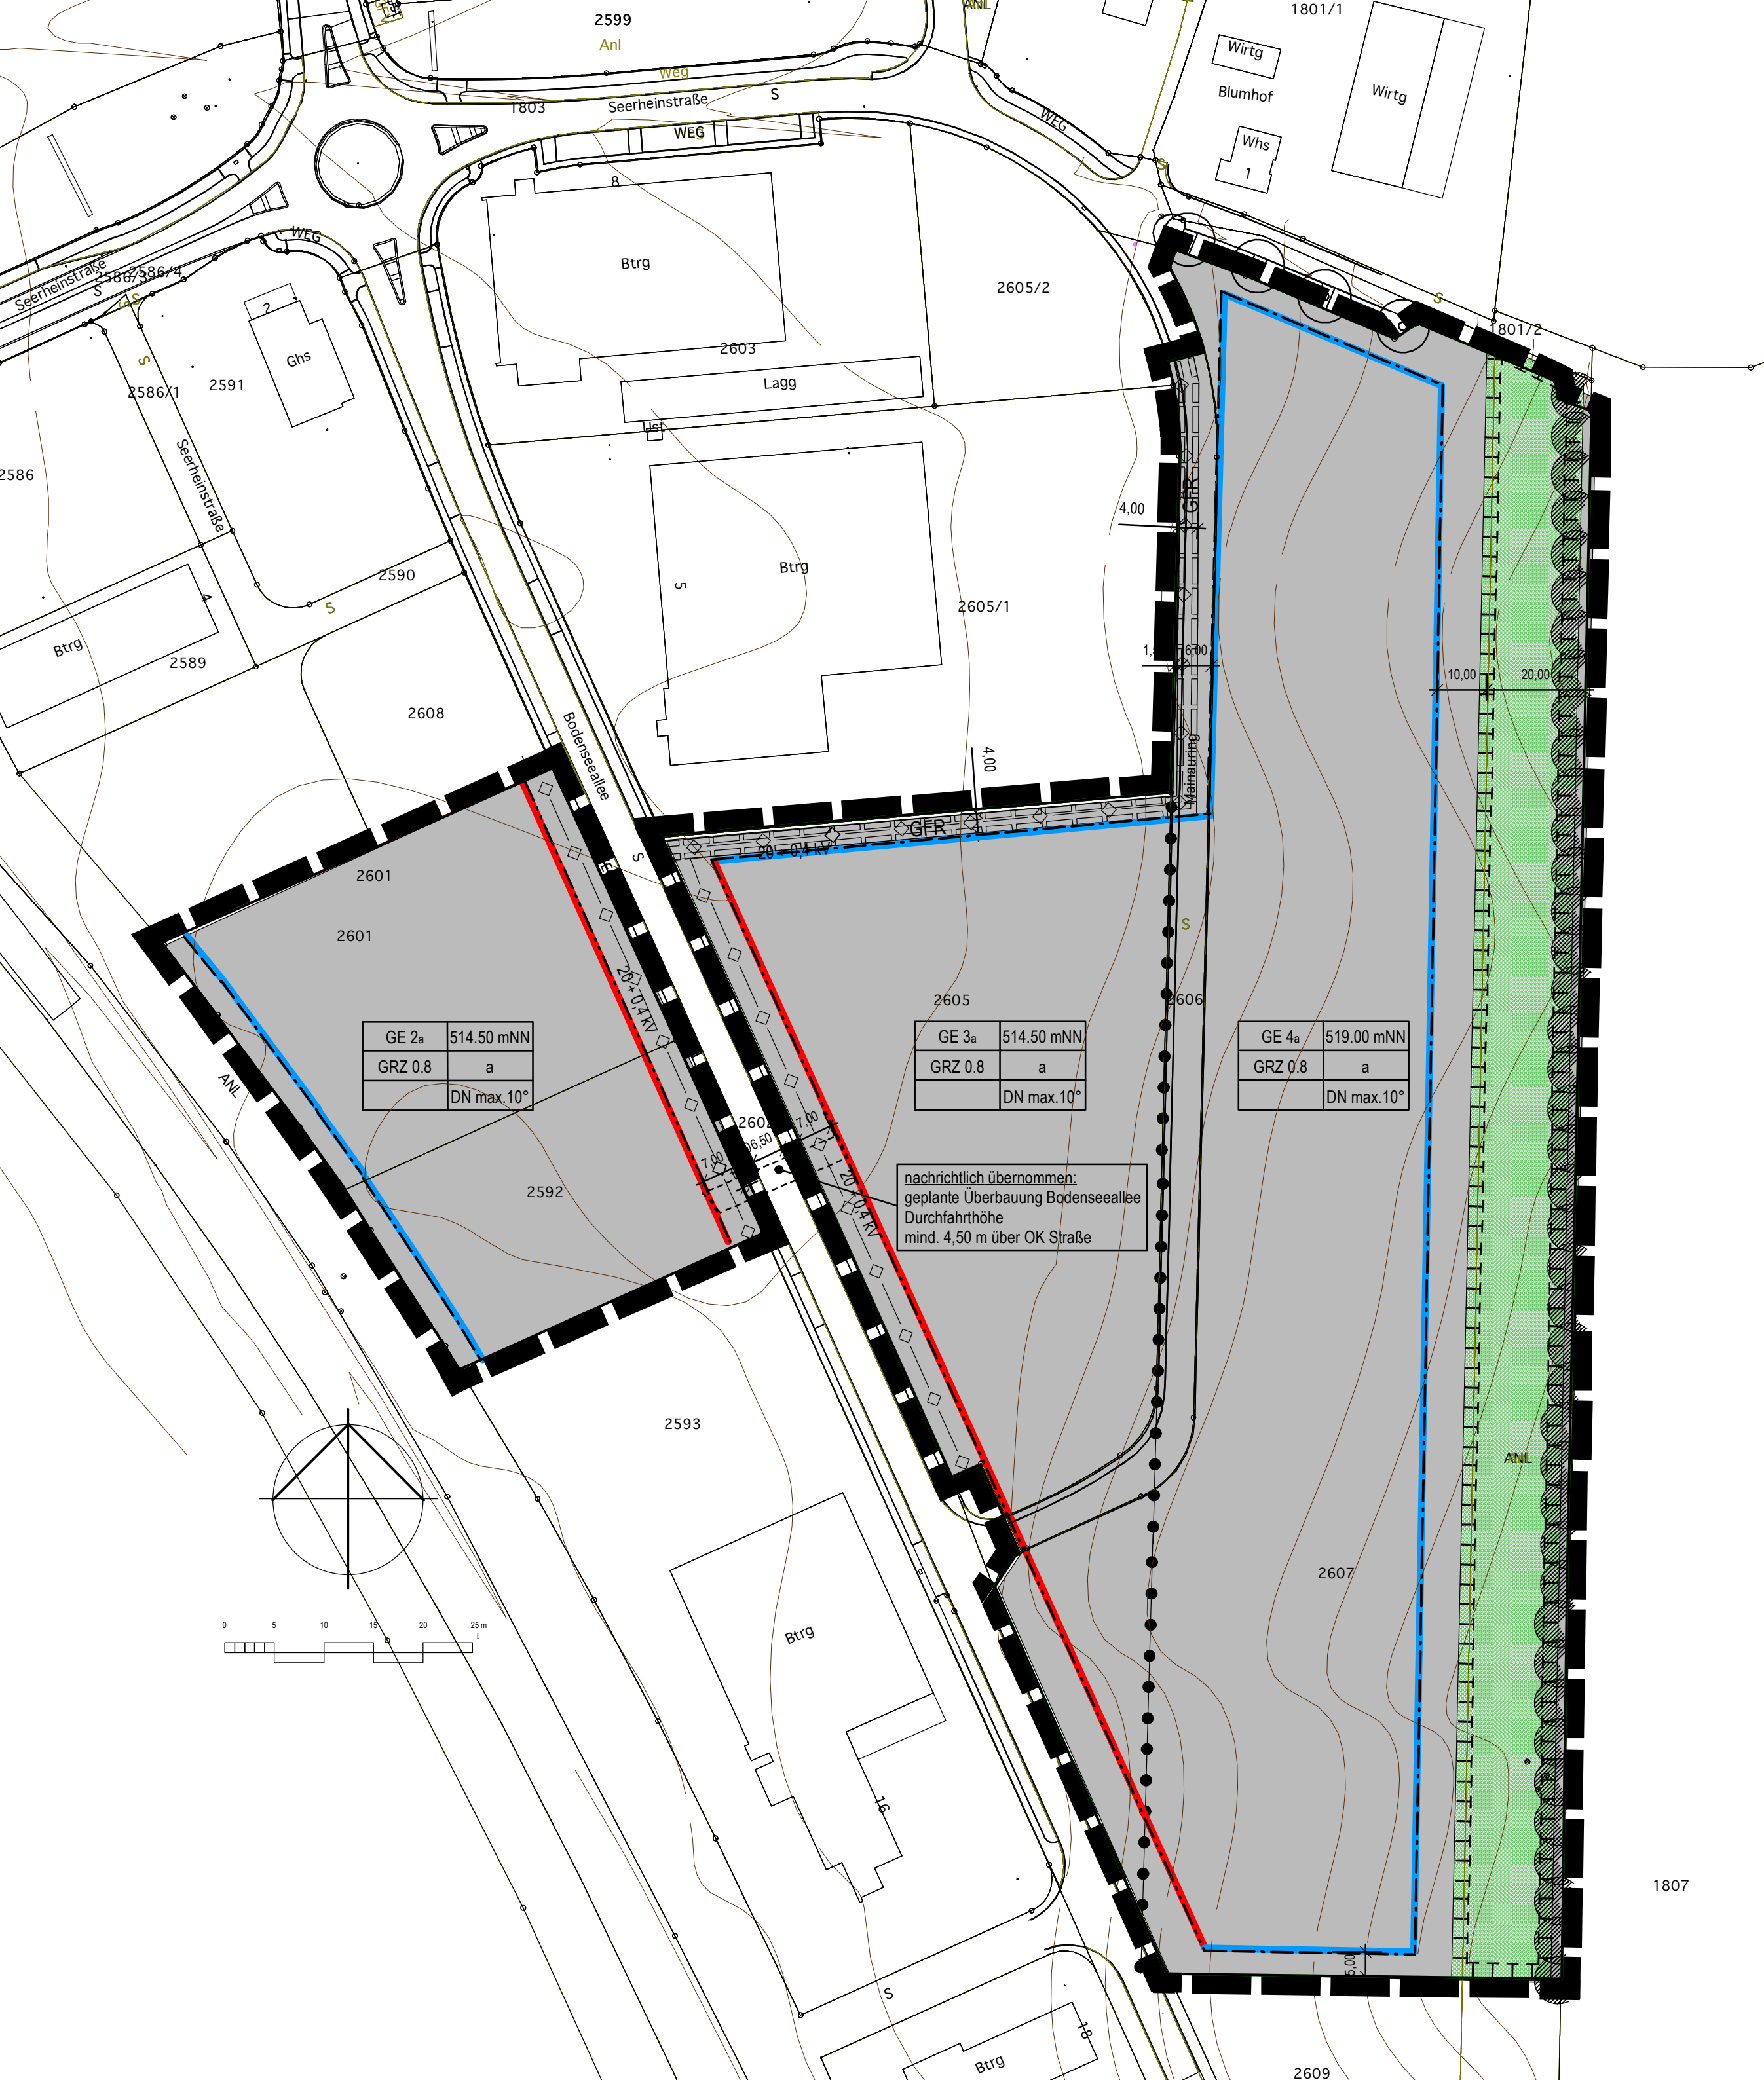 2599
1801/1
ANL
Anl
Weg
Wirtg
Blumhof
Wirtg
1803
Seerheinstraße
S
WEG
WEG
Whs
1
S
8
WEG
Btrg
Seerheinstraße
2586/4
S
S
2605/2
S
2
2603
1801/2
Ghs
S
2586/1
2591
Lagg
Ust
Seerheinstraße
2586
GFR
4,00
2590
Btrg
5
4
S
2605/1
Btrg
2589
6,00
10,00
20,00
2608
Bodenseeallee
4,00
Mainauring
GFR
20 + 0,4 kV
S
2601
2601
S
20 + 0,4 kV
2605
2606
GE 2a
514.50 mNN
GRZ 0.8
a
DN max.10°
GE 3a
514.50 mNN
GRZ 0.8
a
DN max.10°
GE 4a
519.00 mNN
GRZ 0.8
a
DN max.10°
ANL
7,00
6,50
7,00
2592
20 + 0,4 kV
nachrichtlich übernommen:
geplante Überbauung Bodenseeallee
Durchfahrthöhe
mind. 4,50 m über OK Straße
2593
ANL
2607
0
5
10
15
20
25 m
Btrg
16
1807
5,00
S
18
Btrg
2609